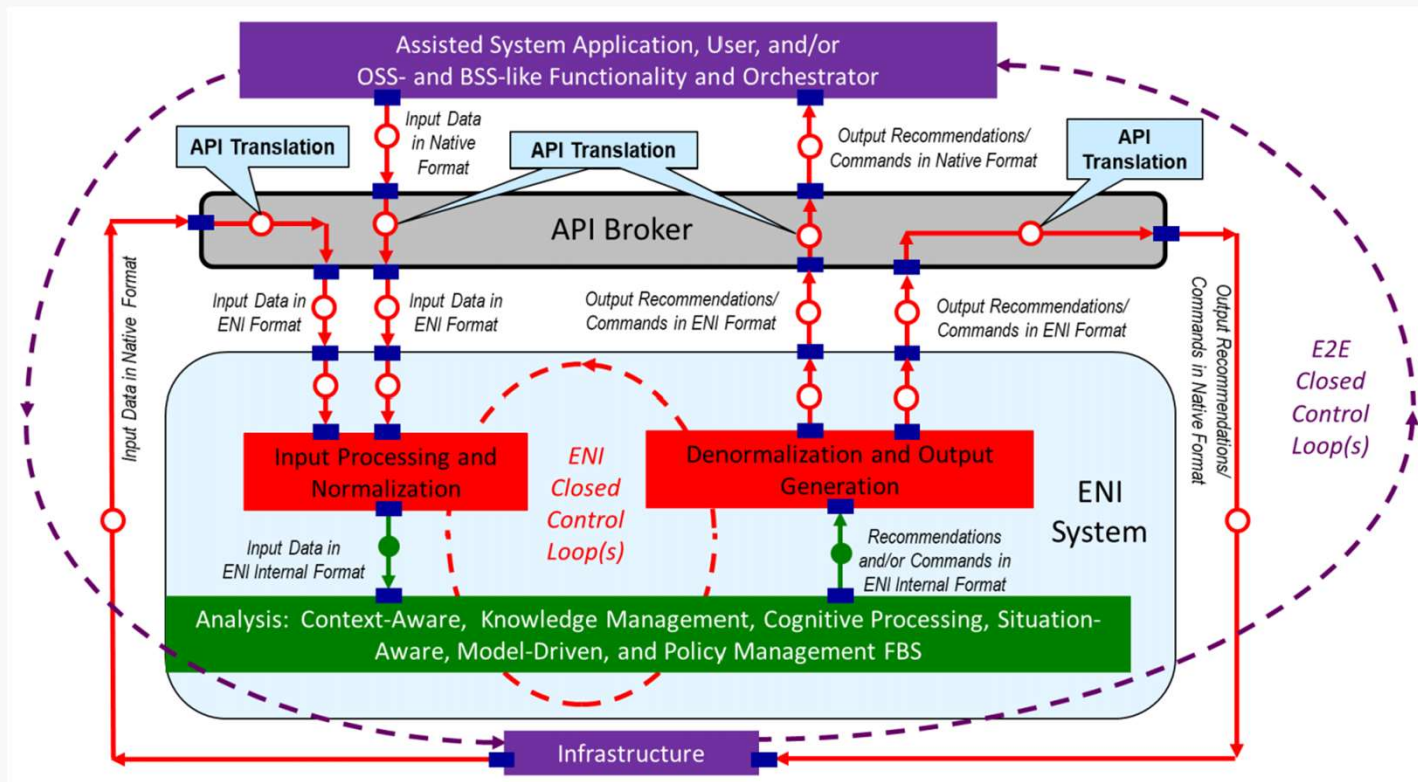 Assisted System Application, User, and/or
OSS- and BSS-like Functionality and Orchestrator
API Translation
Input Data
in Native
Format
API Translation
Output Recommendations/
Commands in Native Format
API
Translation
API Broker
Input Data in Native Format
Input Data in
ENI Format
Input Data in
ENI Format
Output Recommendations/
Commands in ENI Format
Output Recommendations/
Commands in ENI Format
Output Recommendations/
Commands in Native Format
E2E
Closed
Control
Loop(s)
Input Processing and
Normalization
ENI
Closed
Control
Loop(s)
Denormalization and Output
Generation
ENI
System
Input Data in
ENI Internal Format
Recommendations
and/or Commands in
ENI Internal Format
Analysis: Context-Aware, Knowledge Management, Cognitive Processing, Situation-
Aware, Model-Driven, and Policy Management FBS
Infrastructure